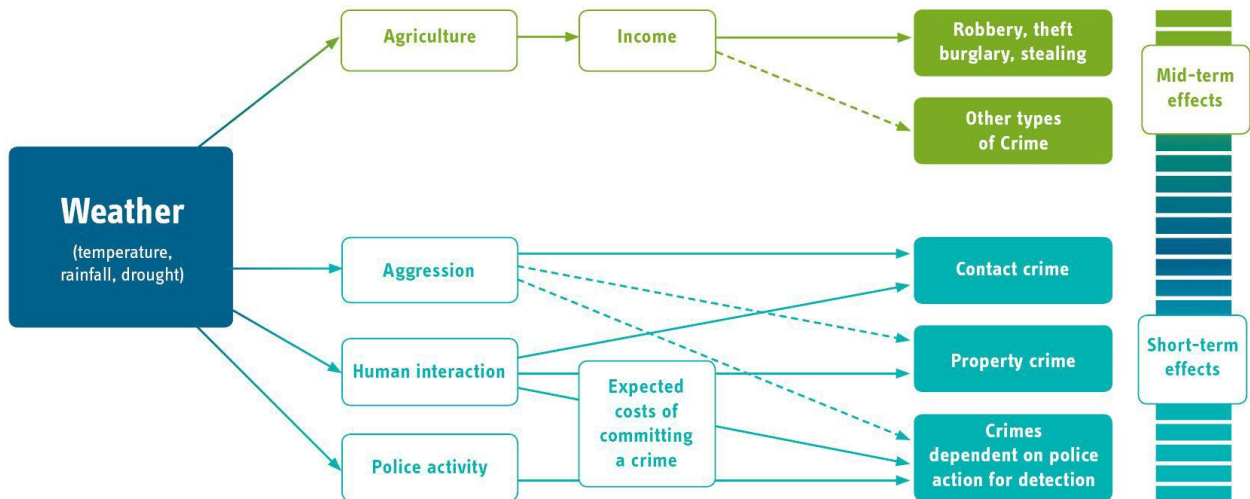 Agriculture
Income
Robbery, theft
burglary, stealing
Mid-term
effects
Other types
of Crime
Weather
(temperature,
rainfall, drought)
Aggression
Contact crime
Human interaction
Expected
costs of
committing
a crime
Property crime
Short-term
effects
Police activity
Crimes
dependent on police
action for detection